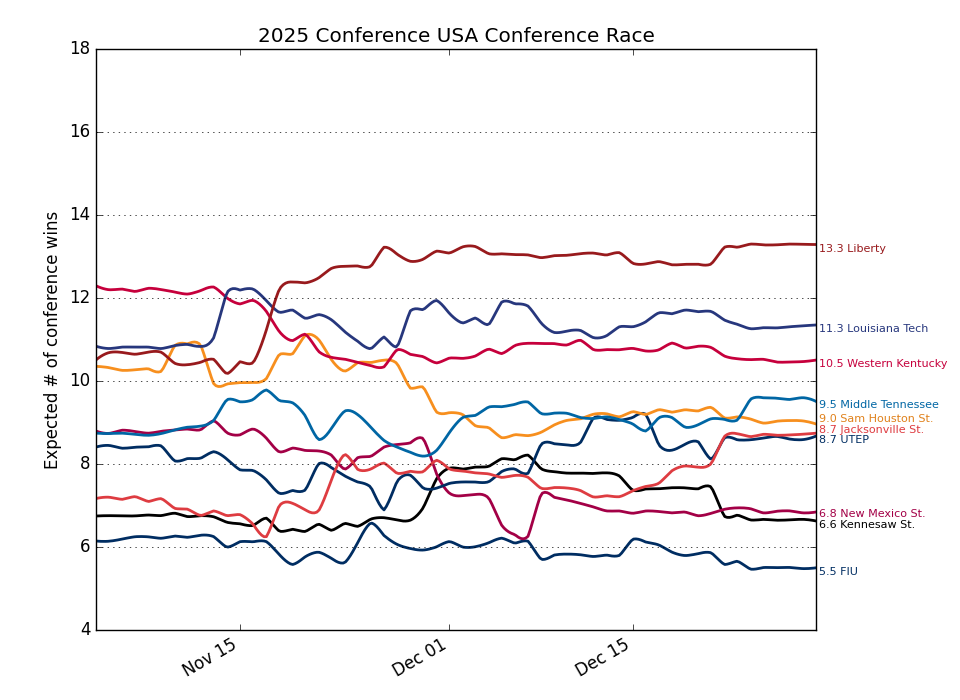 2025 Conference USA Conference Race
Expected # of conference wins
18
16
14
12
10
8
6
4
Nov 15
Dec 01
Dec 15
13.3 Liberty
11.3 Louisiana Tech
10.5 Western Kentucky
9.5 Middle Tennessee
9.0 Sam Houston St.
8.7 Jacksonville St.
8.7 UTEP
6.8 New Mexico St.
6.6 Kennesaw St.
5.5 FIU